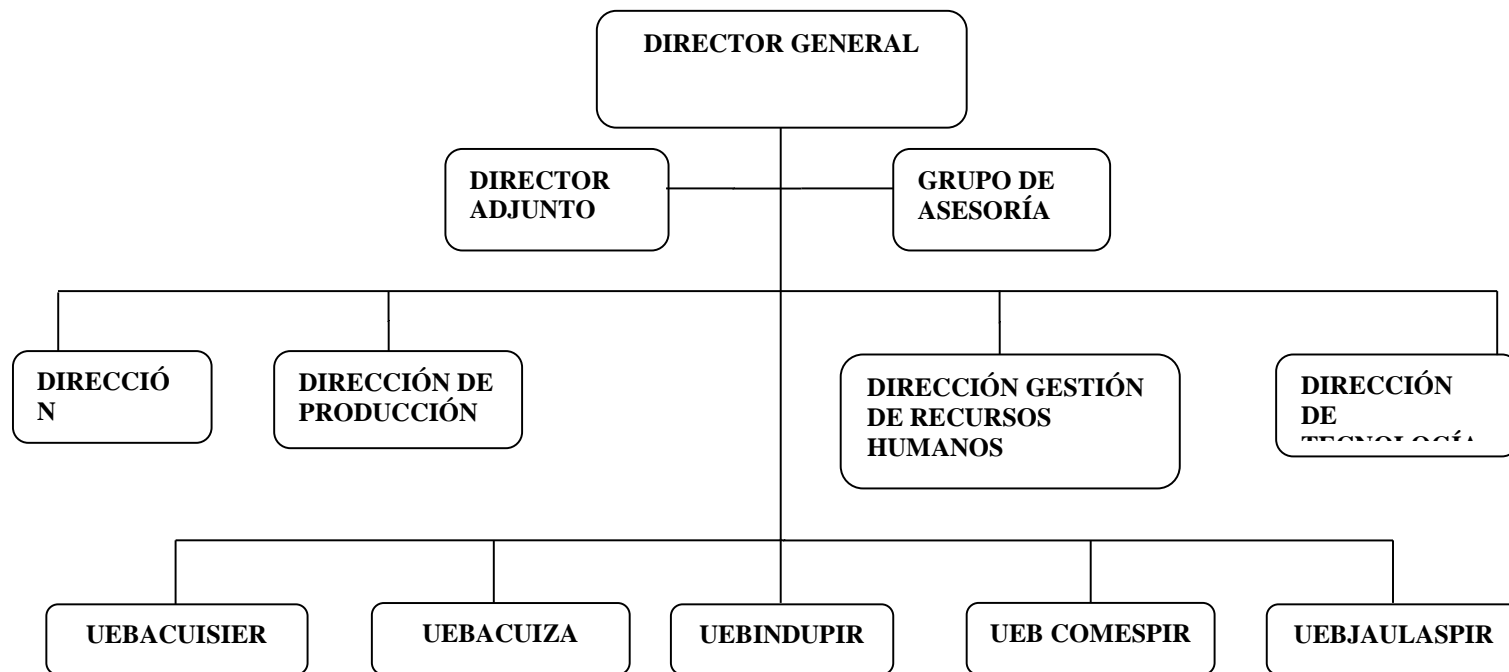 DIRECTOR GENERAL
DIRECTOR
ADJUNTO
GRUPO DE
ASESORÍA
DIRECCIÓ
N
DIRECCIÓN DE
PRODUCCIÓN
DIRECCIÓN GESTIÓN
DE RECURSOS
HUMANOS
DIRECCIÓN
DE
TECNOLOGÍA
UEBACUISIER
UEBACUIZA
UEBINDUPIR
UEB COMESPIR
UEBJAULASPIR